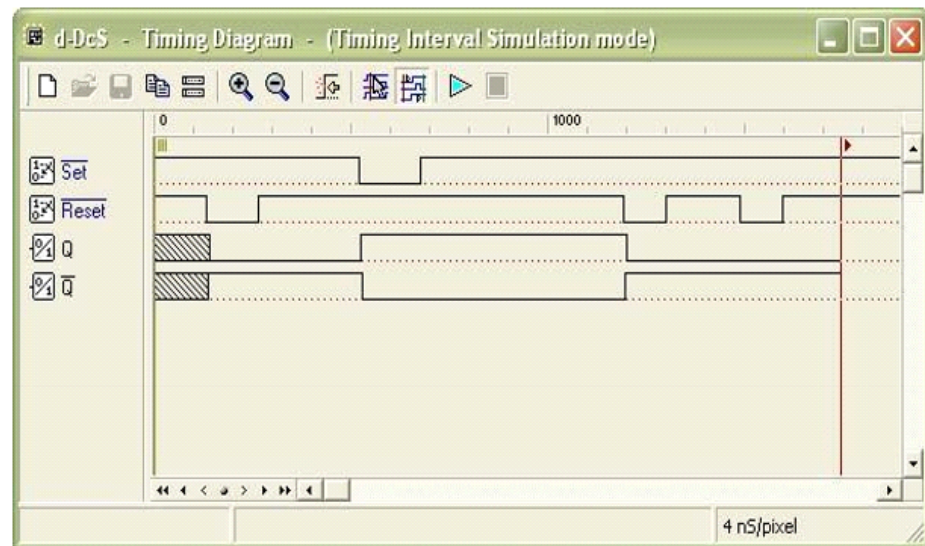 d-DcS - Timing Diagram - (Timing Interval Simulation mode)
0 1000
Set
Reset
Q
Q̅
4 nS/pixel